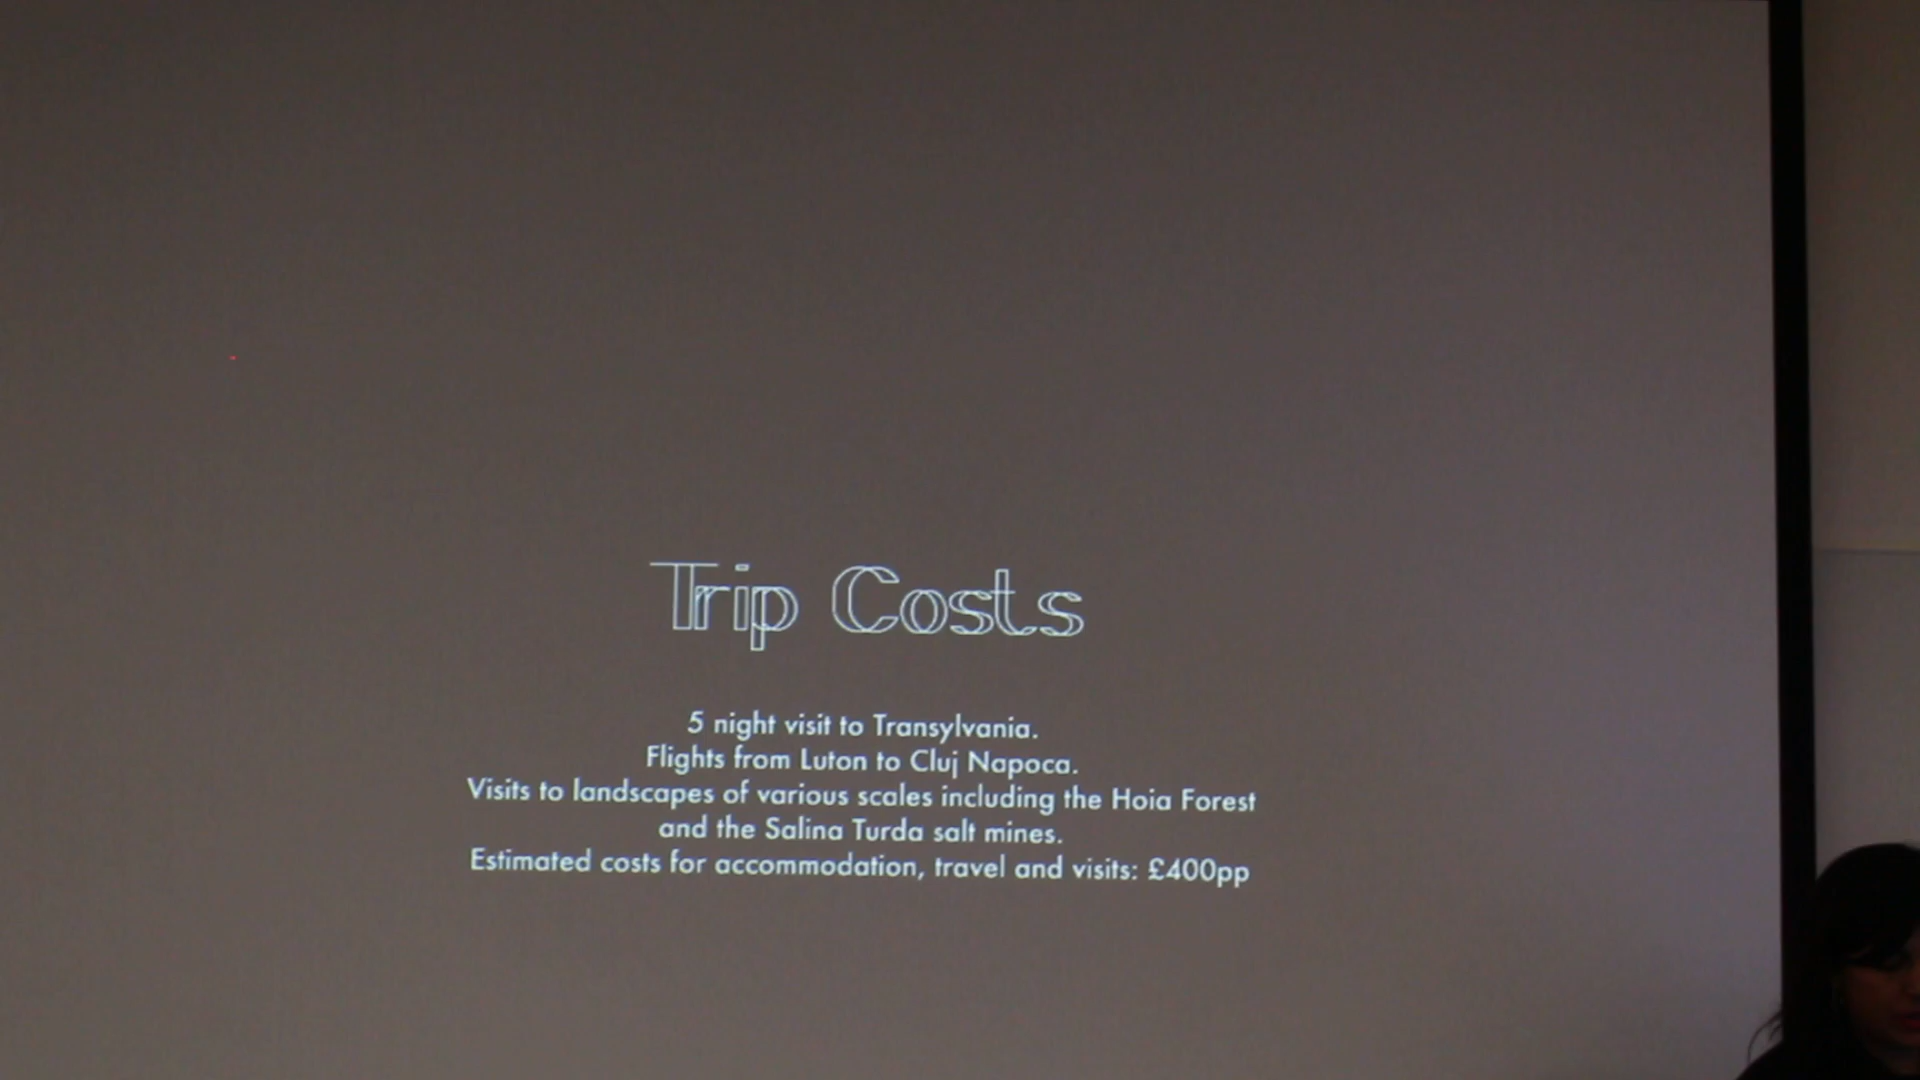 Trip Costs
5 night visit to Transylvania.
Flights from Luton to Cluj Napoca.
Visits to landscapes of various scales including the Hoia Forest
and the Salina Turda salt mines.
Estimated costs for accommodation, travel and visits: £400pp